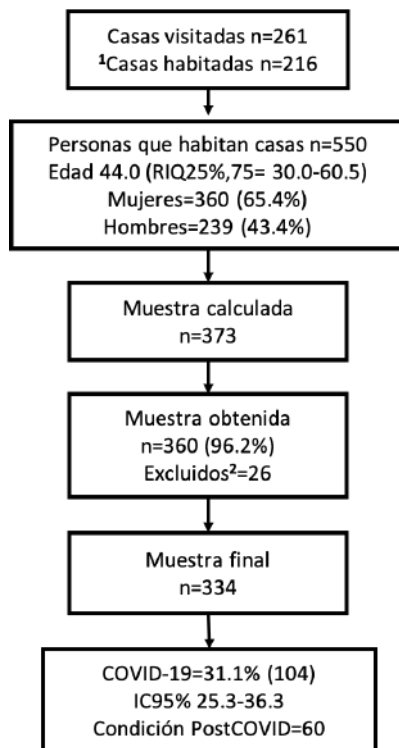 Casas visitadas n=261
¹Casas habitadas n=216
Personas que habitan casas n=550
Edad 44.0 (RIQ25%,75= 30.0-60.5)
Mujeres=360 (65.4%)
Hombres=239 (43.4%)
Muestra calculada
n=373
Muestra obtenida
n=360 (96.2%)
Excluidos²=26
Muestra final
n=334
COVID-19=31.1% (104)
IC95% 25.3-36.3
Condición PostCOVID=60